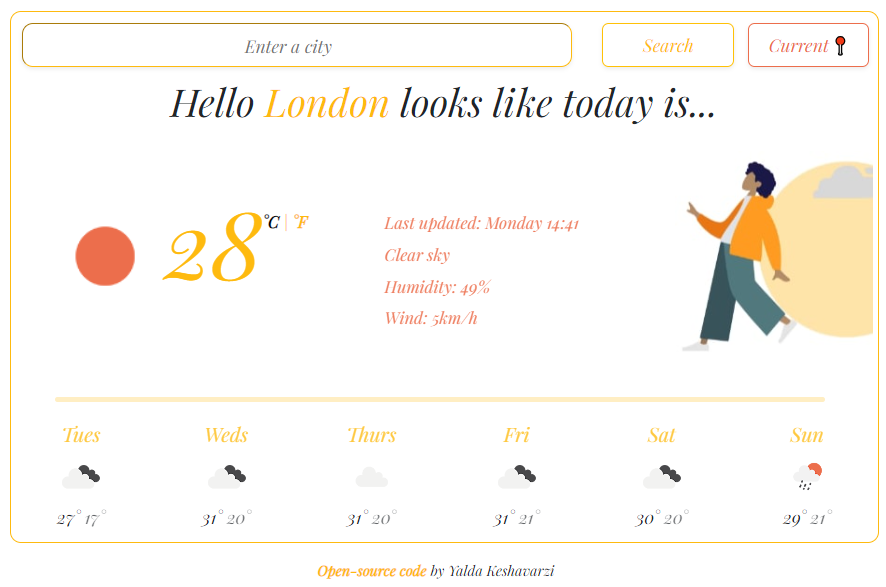 Enter a city
Search
Current
Hello London looks like today is...
28 °C | °F
Last updated: Monday 14:41
Clear sky
Humidity: 49%
Wind: 5km/h
Tues Weds Thurs Fri Sat Sun
27° 17° 31° 20° 31° 20° 31° 21° 30° 20° 29° 21°
Open-source code by Yalda Keshavarzi